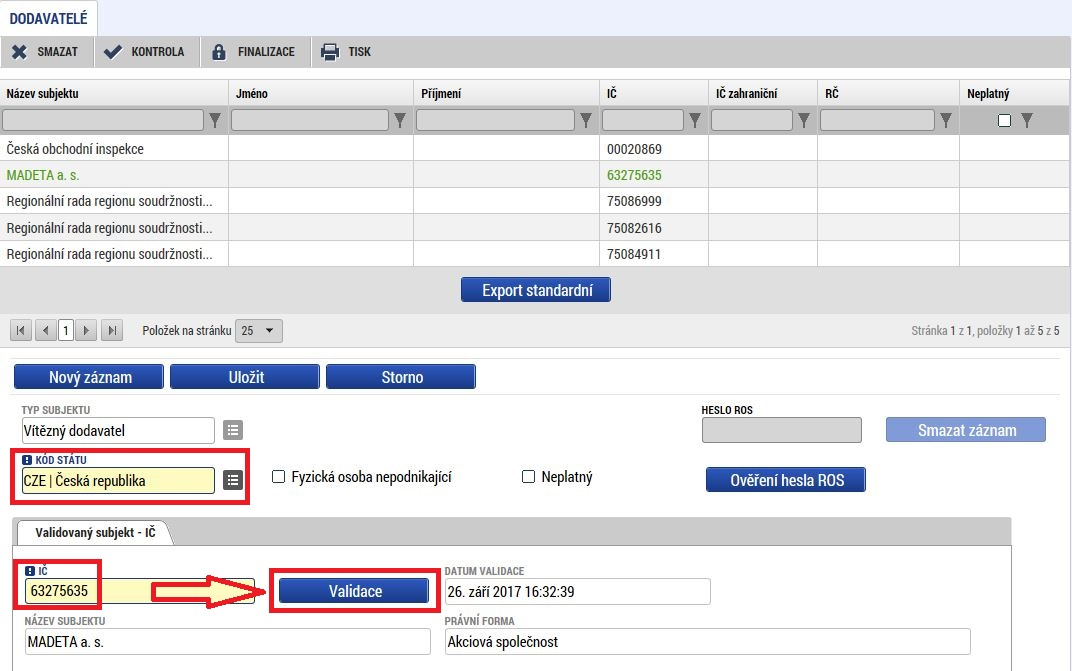 DODAVATELÉ
SMAZAT KONTROLA FINALIZACE TISK
Název subjektu Jméno Příjmení IČ IČ zahraniční RČ Neplatný
Česká obchodní inspekce 00020869
MADETA a. s. 63275635
Regionální rada regionu soudržnosti... 75086999
Regionální rada regionu soudržnosti... 75082616
Regionální rada regionu soudržnosti... 75084911
Export standardní
1 Položek na stránku 25 Stránka 1 z 1, položky 1 až 5 z 5
Nový záznam Uložit Storno
TYP SUBJEKTU HESLO ROS
Vítězný dodavatel Smazat záznam
KÓD STÁTU
CZE | Česká republika Fyzická osoba nepodnikající Neplatný Ověření hesla ROS
Validovaný subjekt - IČ
IČ DATUM VALIDACE
63275635 Validace 26. září 2017 16:32:39
NÁZEV SUBJEKTU PRÁVNÍ FORMA
MADETA a. s. Akciová společnost